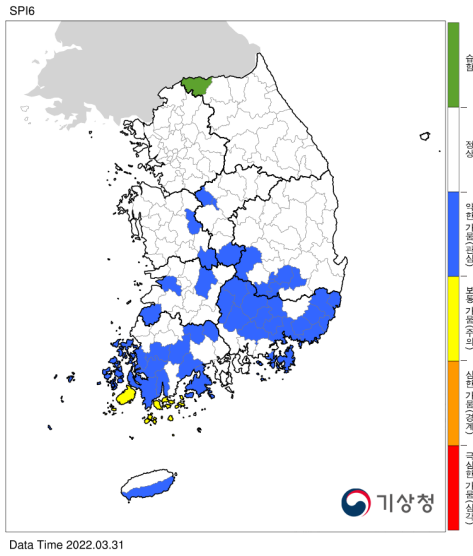 SPI6
습함
정상
약한 가뭄(관심)
보통 가뭄(주의)
심한 가뭄(경계)
극심한 가뭄(심각)
기상청
Data Time 2022.03.31